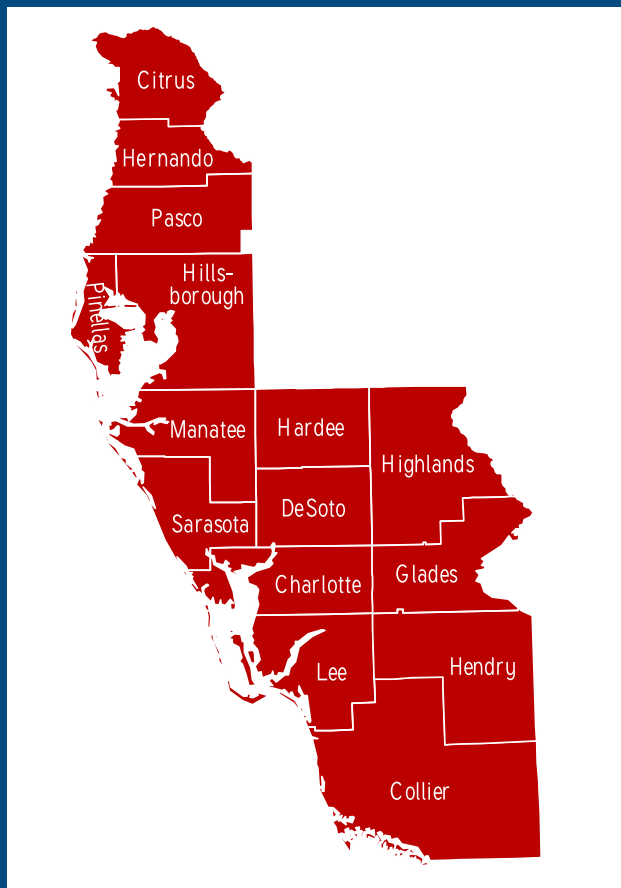 Citrus
Hernando
Pasco
Hills-
borough
Pinellas
Manatee
Hardee
Highlands
DeSoto
Sarasota
Charlotte
Glades
Lee
Hendry
Collier